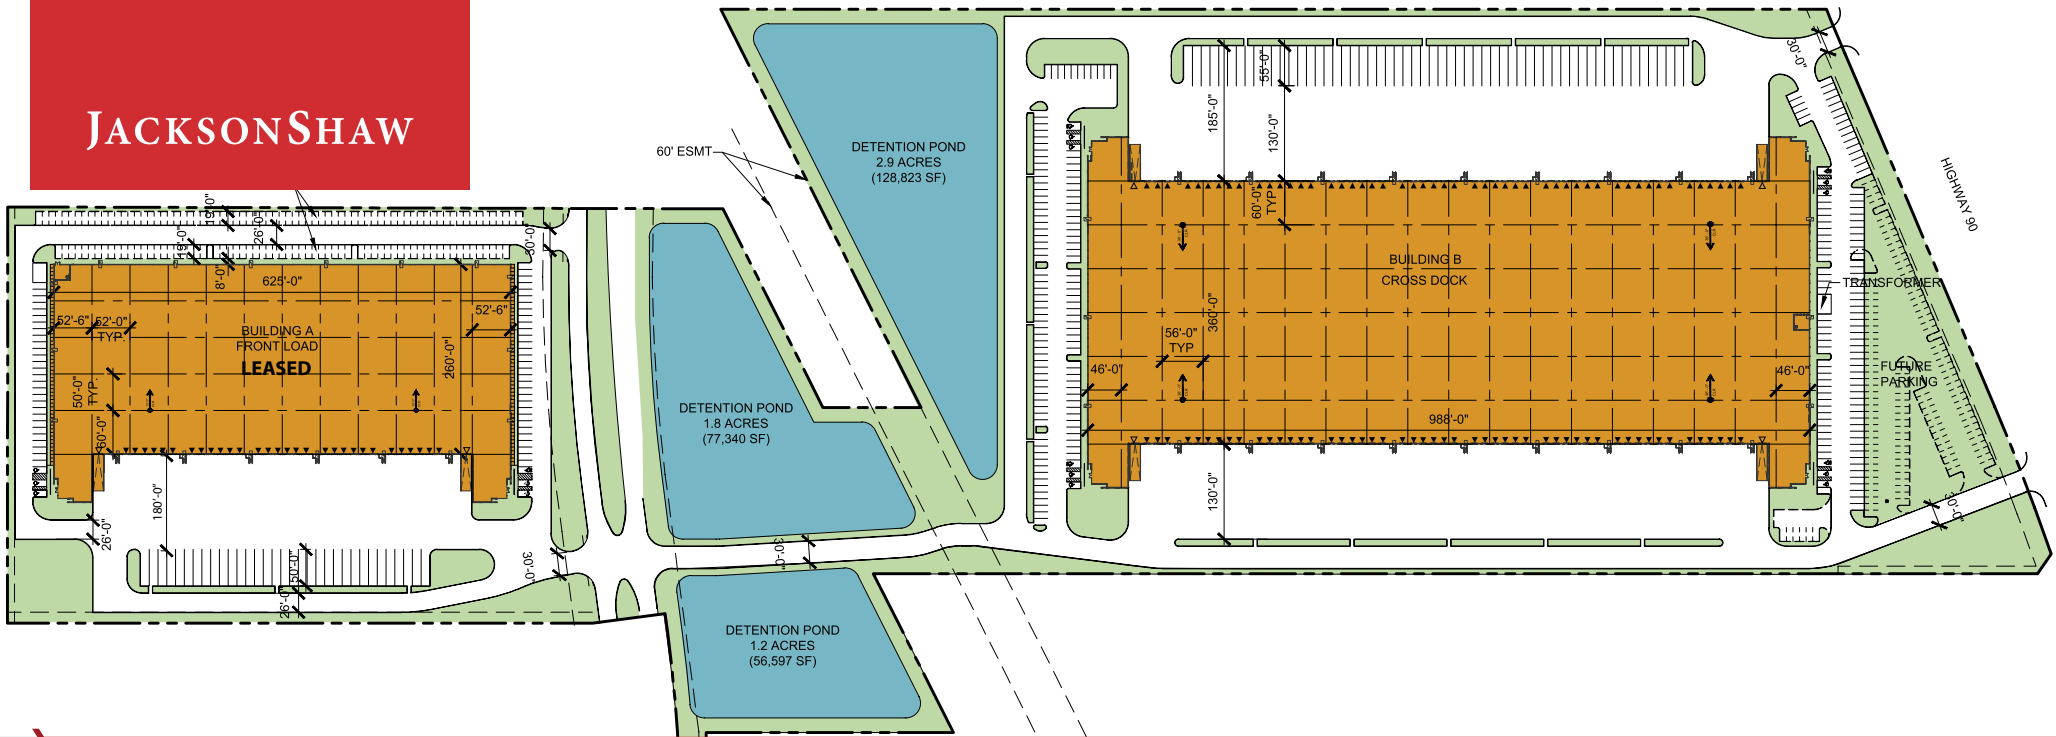 JACKSONSHAW
60' ESMT
DETENTION POND
2.9 ACRES
(128,823 SF)
DETENTION POND
1.8 ACRES
(77,340 SF)
DETENTION POND
1.2 ACRES
(56,597 SF)
19'-0"
26'-0"
19'-0"
8'-0"
30'-0"
625'-0"
52'-6"
52'-0"
TYP.
52'-6"
BUILDING A
FRONT LOAD
LEASED
260'-0"
50'-0"
TYP.
60'-0"
180'-0"
26'-0"
50'-0"
26'-0"
30'-0"
30'-0"
185'-0"
55'-0"
130'-0"
60'-0"
TYP
BUILDING B
CROSS DOCK
360'-0"
56'-0"
TYP
46'-0"
46'-0"
988'-0"
130'-0"
30'-0"
HIGHWAY 90
TRANSFORMER
FUTURE
PARKING
30'-0"